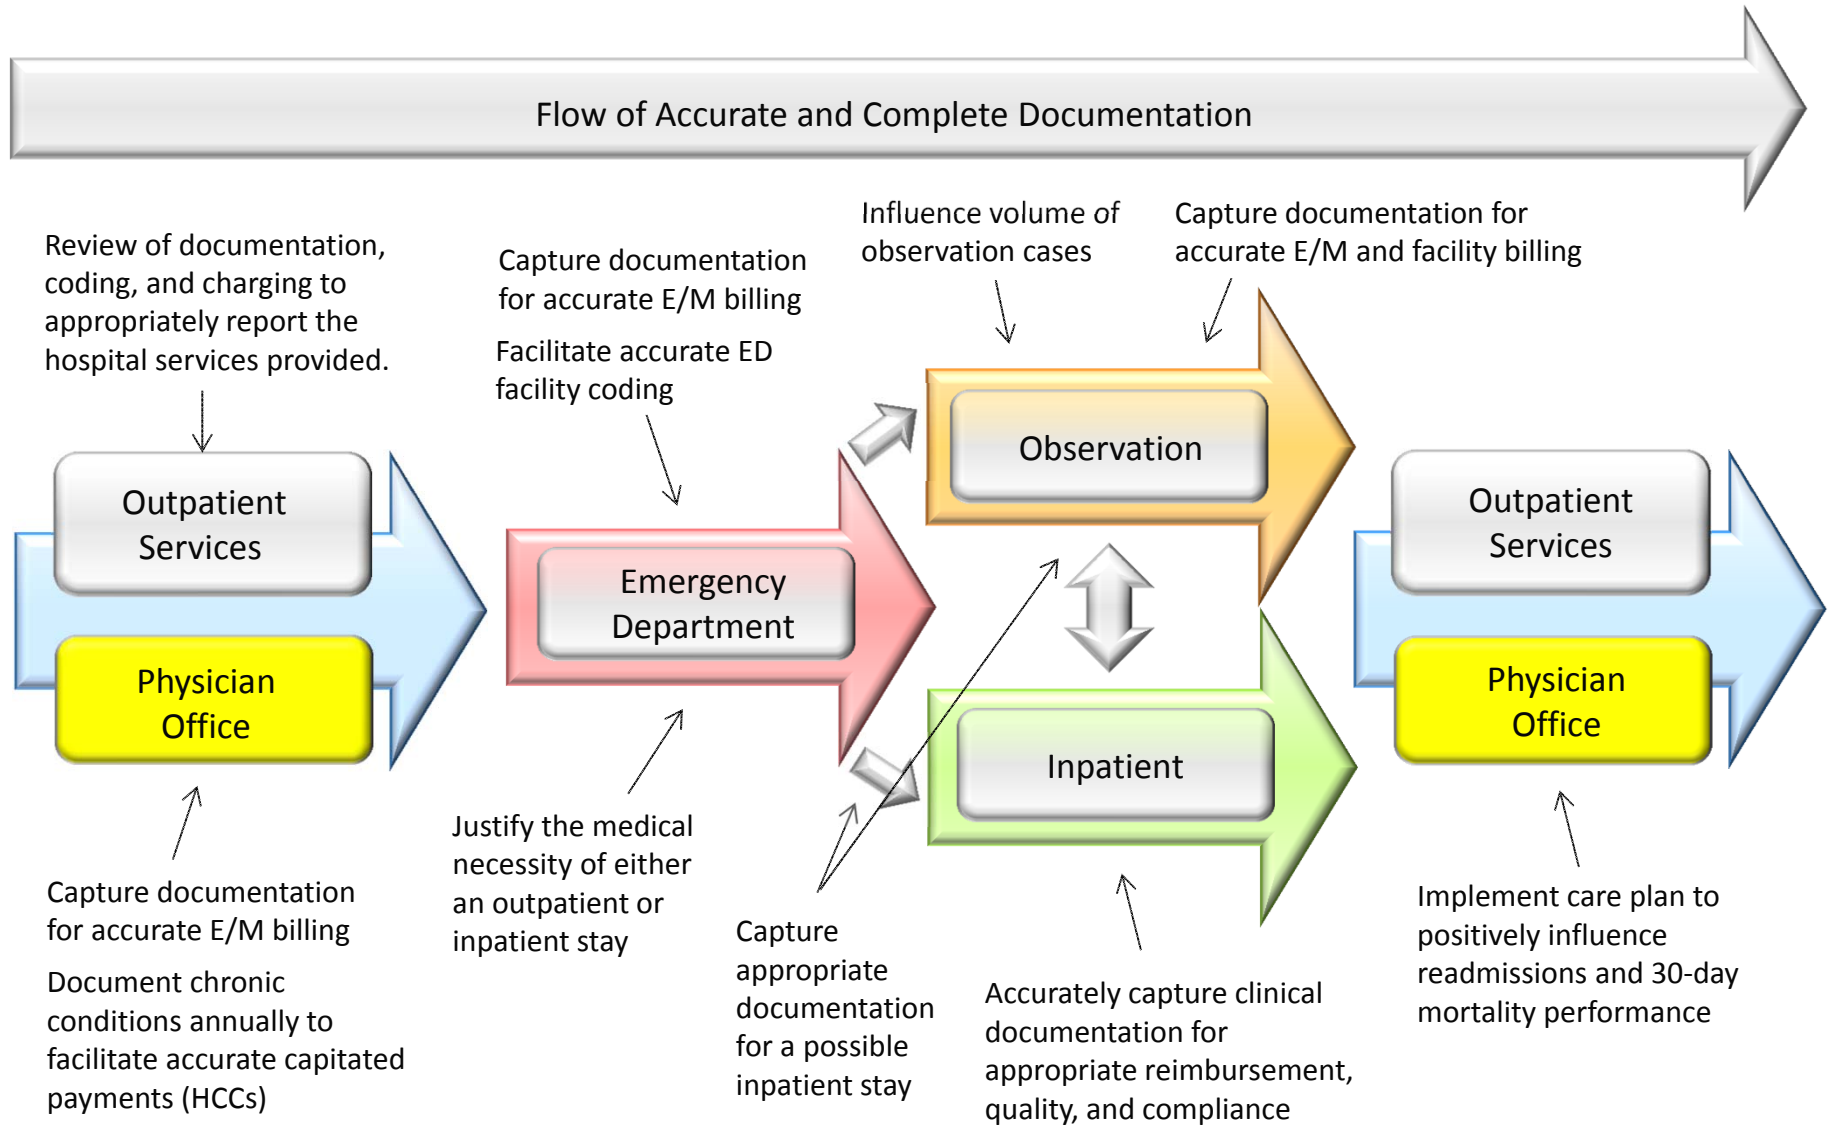 Flow of Accurate and Complete Documentation
Review of documentation,
coding, and charging to
appropriately report the
hospital services provided.
Outpatient
Services
Physician
Office
Capture documentation
for accurate E/M billing
Document chronic
conditions annually to
facilitate accurate capitated
payments (HCCs)
Capture documentation
for accurate E/M billing
Facilitate accurate ED
facility coding
Emergency
Department
Justify the medical
necessity of either
an outpatient or
inpatient stay
Influence volume of
observation cases
Capture documentation for
accurate E/M and facility billing
Observation
Inpatient
Capture
appropriate
documentation
for a possible
inpatient stay
Accurately capture clinical
documentation for
appropriate reimbursement,
quality, and compliance
Outpatient
Services
Physician
Office
Implement care plan to
positively influence
readmissions and 30-day
mortality performance